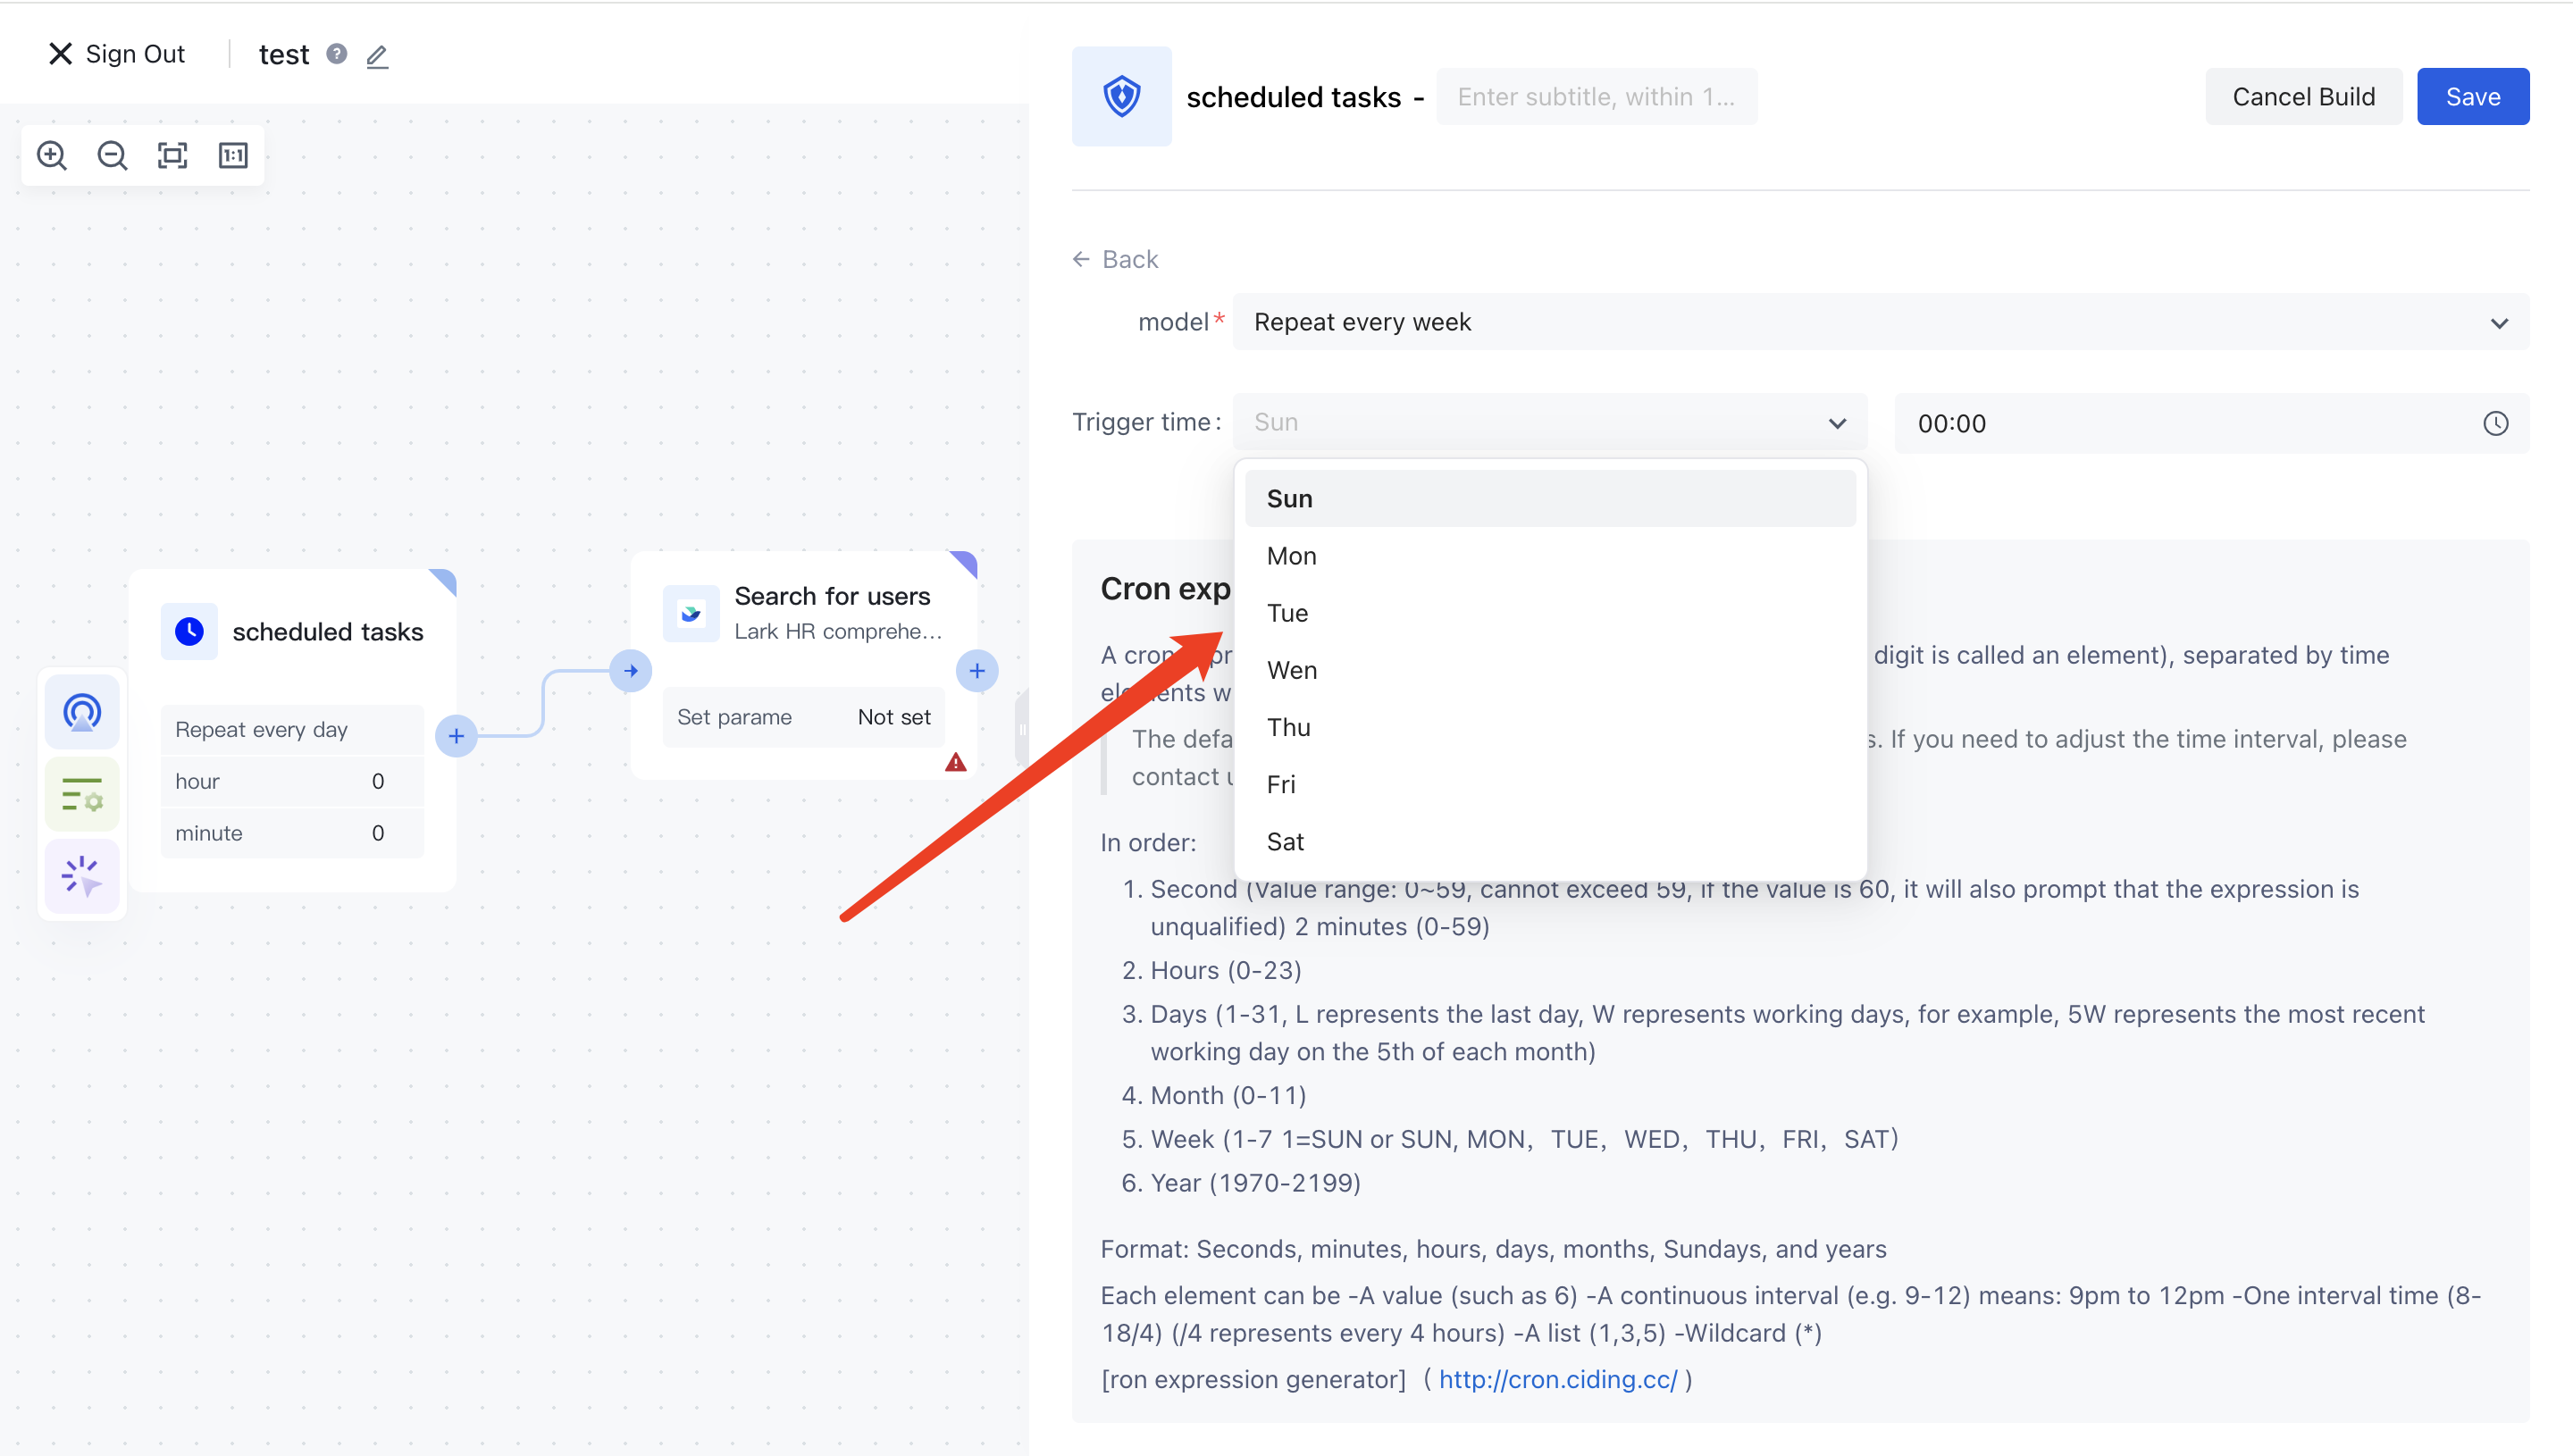 Sign Out
test
scheduled tasks -
Enter subtitle, within 1...
Cancel Build
Save
1:1
Back
model*
Repeat every week
Trigger time:
Sun
00:00
Sun
Mon
Tue
Wen
Thu
Fri
Sat
scheduled tasks
Repeat every day
hour 0
minute 0
Search for users
Lark HR comprehe...
Set parame
Not set
Cron exp
A cron
digit is called an element), separated by time
w
The defa
s. If you need to adjust the time interval, please
contact u
In order:
1. Second (Value range: 0~59, cannot exceed 59, if the value is 60, it will also prompt that the expression is
unqualified) 2 minutes (0-59)
2. Hours (0-23)
3. Days (1-31, L represents the last day, W represents working days, for example, 5W represents the most recent
working day on the 5th of each month)
4. Month (0-11)
5. Week (1-7 1=SUN or SUN, MON，TUE，WED，THU，FRI，SAT)
6. Year (1970-2199)
Format: Seconds, minutes, hours, days, months, Sundays, and years
Each element can be -A value (such as 6) -A continuous interval (e.g. 9-12) means: 9pm to 12pm -One interval time (8-
18/4) (/4 represents every 4 hours) -A list (1,3,5) -Wildcard (*)
[ron expression generator]（ http://cron.ciding.cc/ )